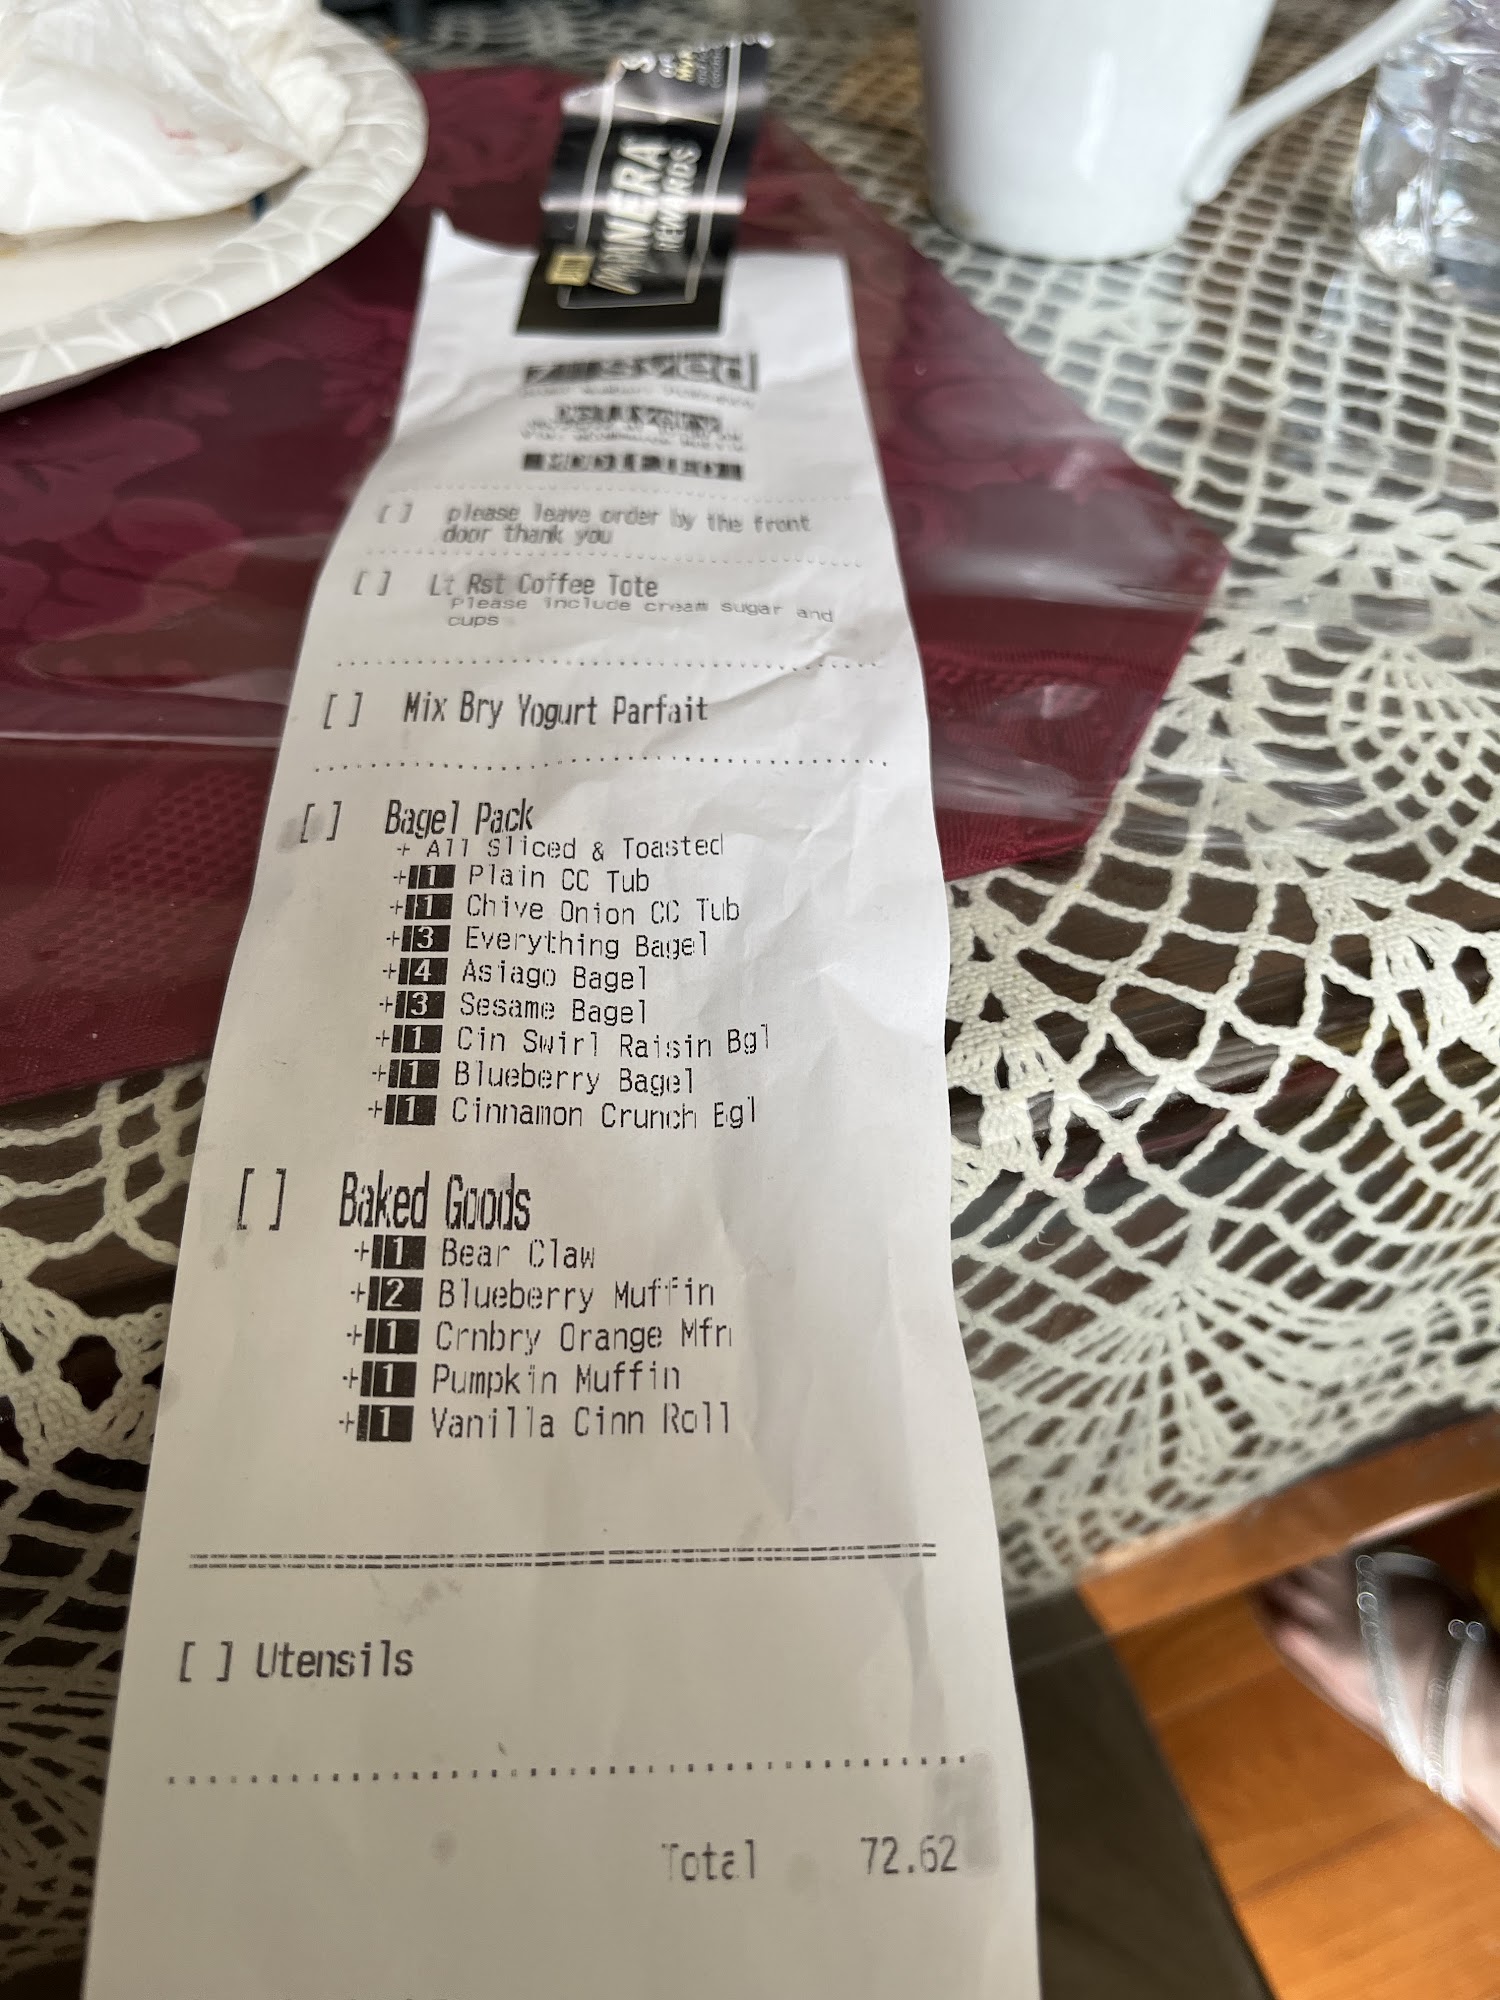 PANERA
REWARDS
[ ] please leave order by the front
door thank you
[ ] Lt Rst Coffee Tote
Please include cream sugar and
cups
[ ] Mix Bry Yogurt Parfait
[ ] Bagel Pack
+ All Sliced & Toasted
+ 1 Plain CC Tub
+ 1 Chive Onion CC Tub
+ 3 Everything Bagel
+ 4 Asiago Bagel
+ 3 Sesame Bagel
+ 1 Cin Swirl Raisin Bgl
+ 1 Blueberry Bagel
+ 1 Cinnamon Crunch Bgl
[ ] Baked Goods
+ 1 Bear Claw
+ 2 Blueberry Muffin
+ 1 Crnbry Orange Mfn
+ 1 Pumpkin Muffin
+ 1 Vanilla Cinn Roll
[ ] Utensils
Total 72.62